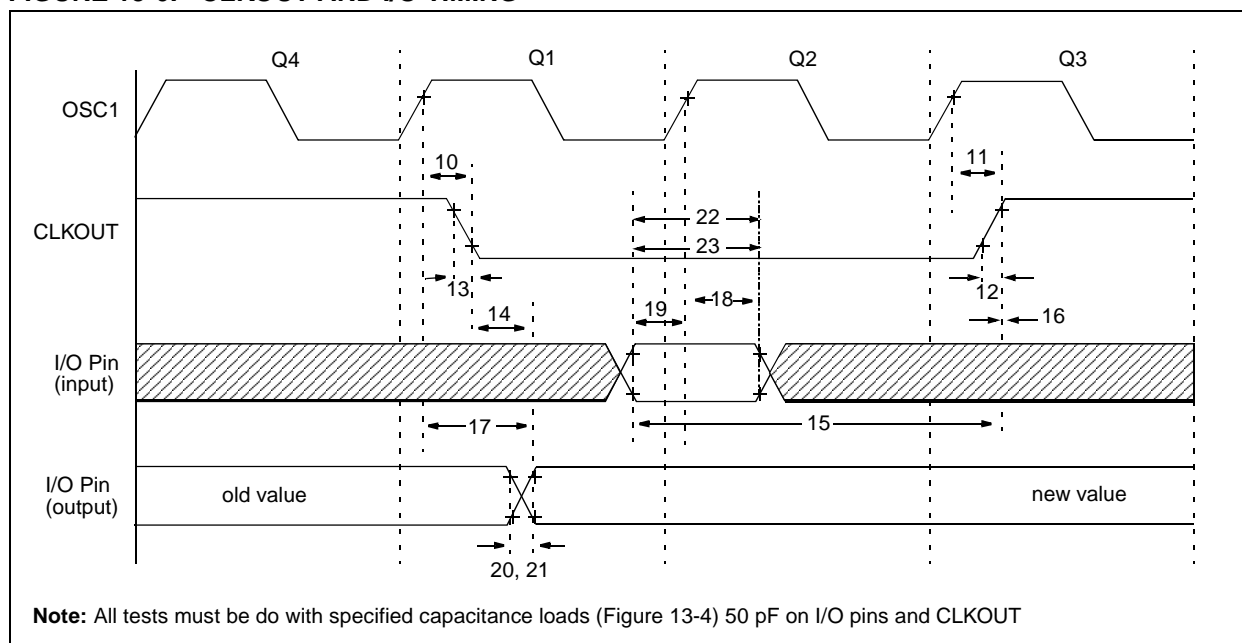 Q4
Q1
Q2
Q3
OSC1
10
11
CLKOUT
22
23
13
12
14
19
18
16
I/O Pin
(input)
17
15
I/O Pin
(output)
old value
new value
20, 21
Note: All tests must be do with specified capacitance loads (Figure 13-4) 50 pF on I/O pins and CLKOUT